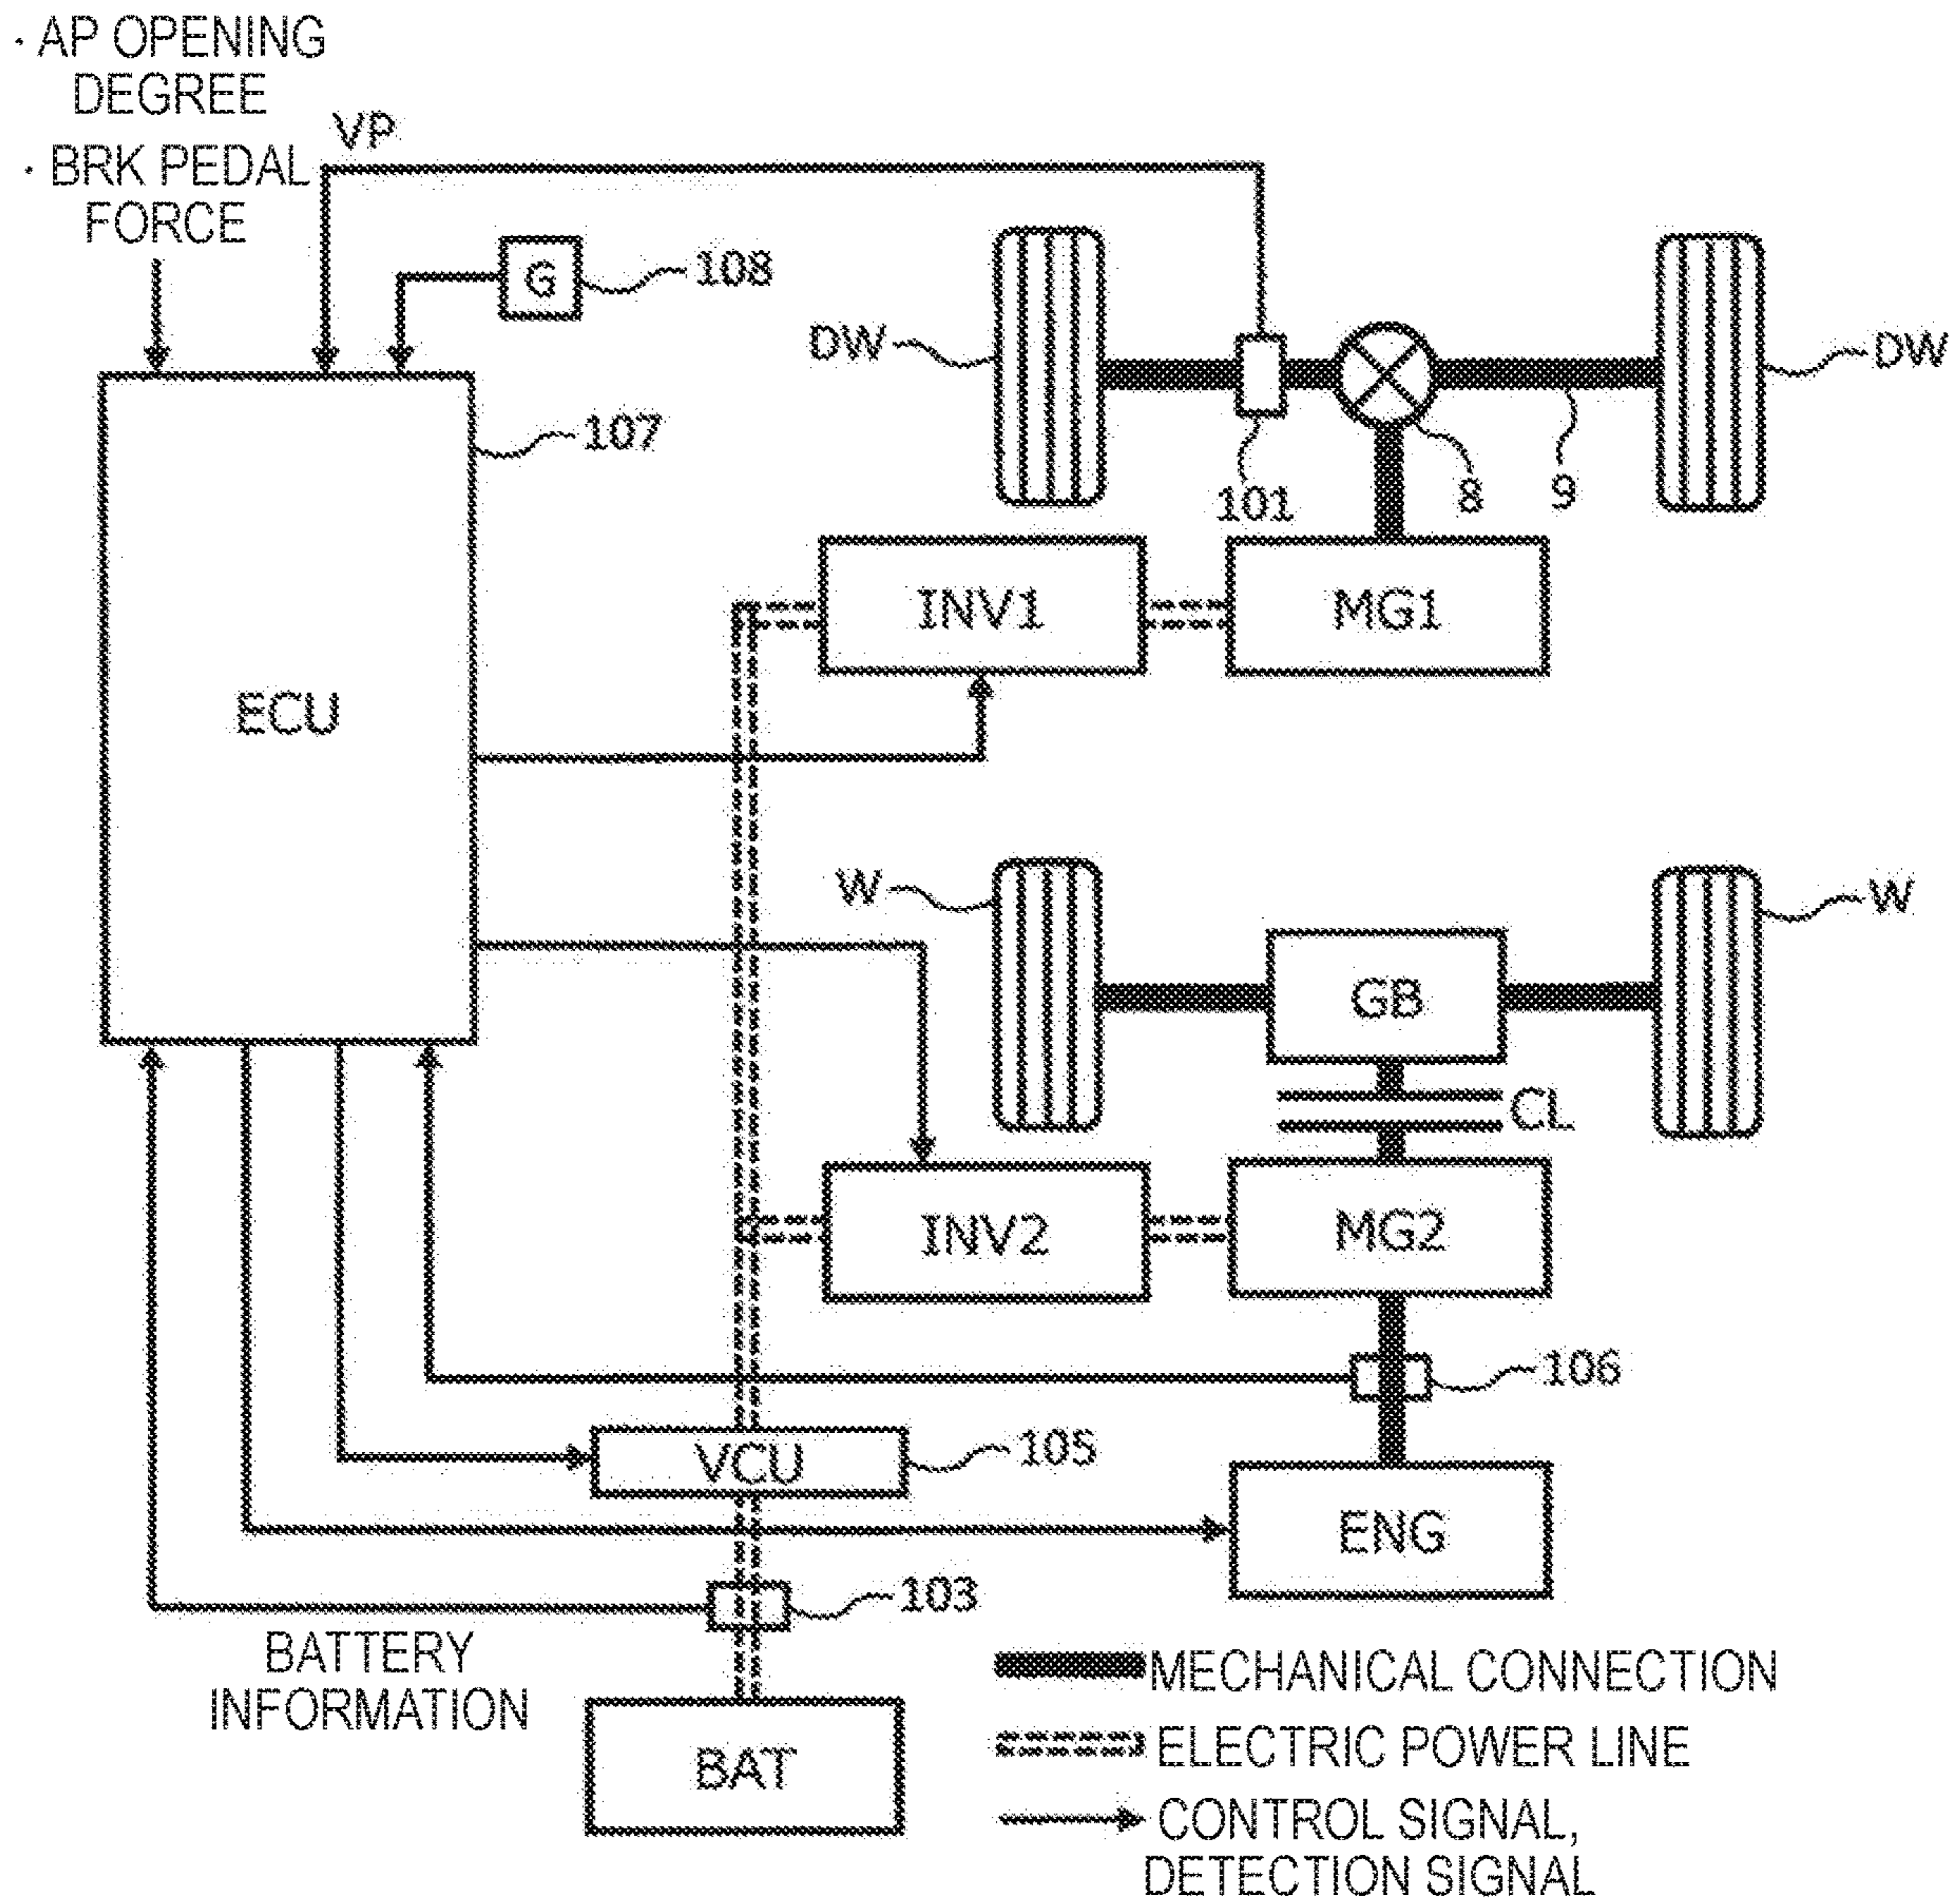 · AP OPENING
DEGREE
· BRK PEDAL
FORCE
VP
G
108
DW
DW
107
101
8
9
INV1
MG1
ECU
W
W
GB
CL
INV2
MG2
106
VCU
105
ENG
103
BATTERY
INFORMATION
BAT
MECHANICAL CONNECTION
ELECTRIC POWER LINE
CONTROL SIGNAL,
DETECTION SIGNAL